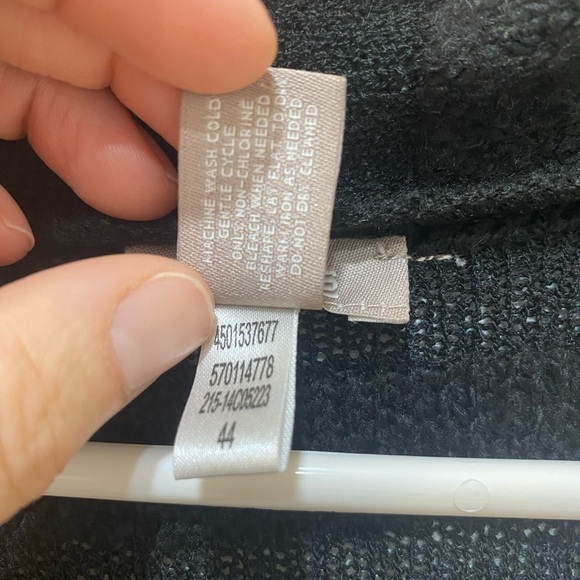 MACHINE WASH COLD
GENTLE CYCLE
ONLY NON-CHLORINE
BLEACH WHEN NEEDED
RESHAPE, LAY FLAT TO DRY
WARM IRON AS NEEDED
DO NOT DRY CLEANED
4501537677
570114778
215-14C05223
44